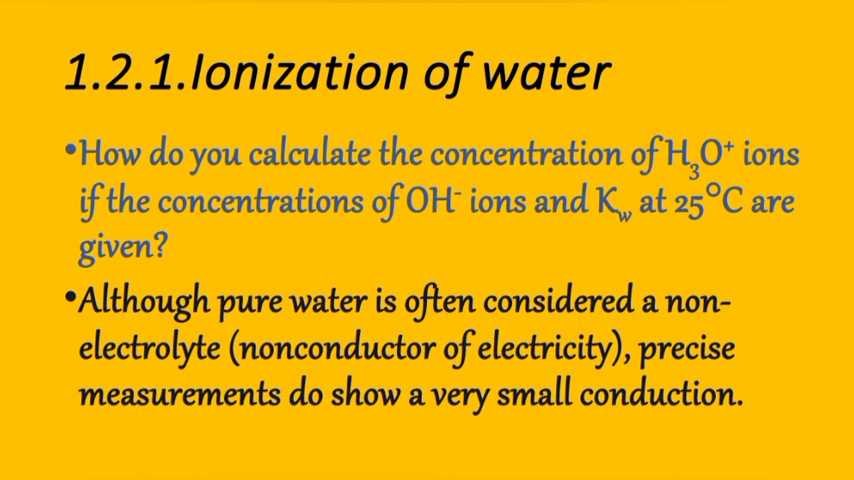 1.2.1.Ionization of water
•How do you calculate the concentration of H₃O⁺ ions
if the concentrations of OH⁻ ions and Kw at 25°C are
given?
•Although pure water is often considered a non-
electrolyte (nonconductor of electricity), precise
measurements do show a very small conduction.